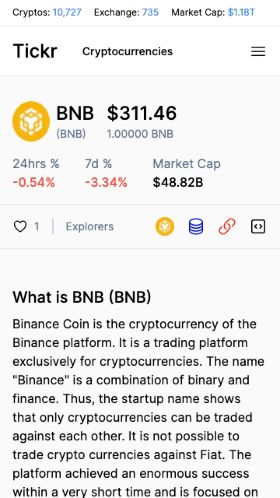 Cryptos: 10,727 Exchange: 735 Market Cap: $1.18T
Tickr Cryptocurrencies
BNB $311.46
(BNB) 1.00000 BNB
24hrs % 7d % Market Cap
-0.54% -3.34% $48.82B
1 Explorers
What is BNB (BNB)
Binance Coin is the cryptocurrency of the
Binance platform. It is a trading platform
exclusively for cryptocurrencies. The name
"Binance" is a combination of binary and
finance. Thus, the startup name shows
that only cryptocurrencies can be traded
against each other. It is not possible to
trade crypto currencies against Fiat. The
platform achieved an enormous success
within a very short time and is focused on